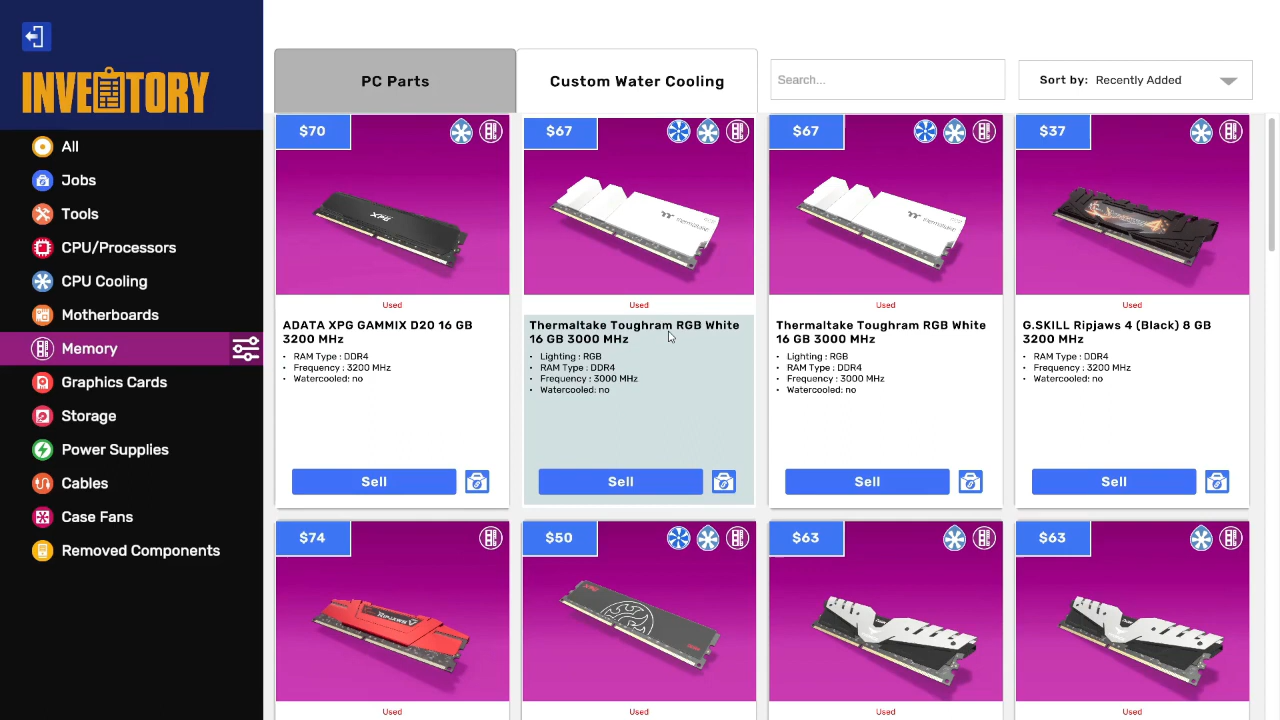 INVENTORY
All
Jobs
Tools
CPU/Processors
CPU Cooling
Motherboards
Memory
Graphics Cards
Storage
Power Supplies
Cables
Case Fans
Removed Components
PC Parts
Custom Water Cooling
Search...
Sort by: Recently Added
$70
XPG
Used
ADATA XPG GAMMIX D20 16 GB
3200 MHz
• RAM Type : DDR4
• Frequency : 3200 MHz
• Watercooled: no
Sell
$67
thermaltake
Used
Thermaltake Toughram RGB White
16 GB 3000 MHz
• Lighting : RGB
• RAM Type : DDR4
• Frequency : 3000 MHz
• Watercooled: no
Sell
$67
thermaltake
Used
Thermaltake Toughram RGB White
16 GB 3000 MHz
• Lighting : RGB
• RAM Type : DDR4
• Frequency : 3000 MHz
• Watercooled: no
Sell
$37
Used
G.SKILL Ripjaws 4 (Black) 8 GB
3200 MHz
• RAM Type : DDR4
• Frequency : 3200 MHz
• Watercooled: no
Sell
$74
RIPJAWS
Used
$50
XPG
Used
$63
Used
$63
Used